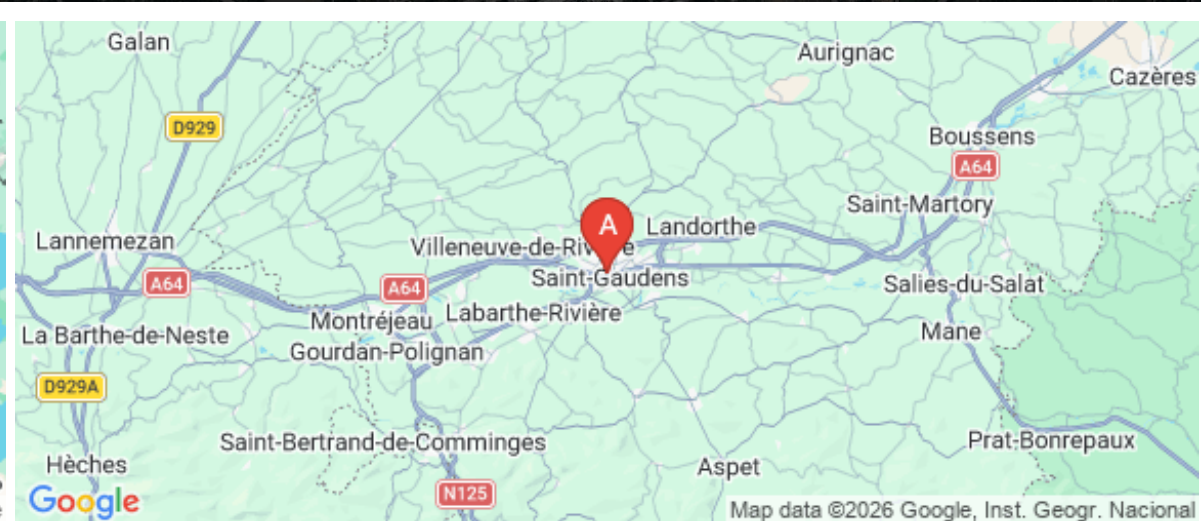 Galan
Aurignac
Cazères
D929
Boussens
A64
Saint-Martory
A
Landorthe
Lannemezan
Villeneuve-de-Rivière
A64
A64
Saint-Gaudens
Salies-du-Salat
Montréjeau
Labarthe-Rivière
La Barthe-de-Neste
Mane
Gourdan-Polignan
D929A
Saint-Bertrand-de-Comminges
Prat-Bonrepaux
Hèches
Aspet
N125
Google
Map data ©2026 Google, Inst. Geogr. Nacional